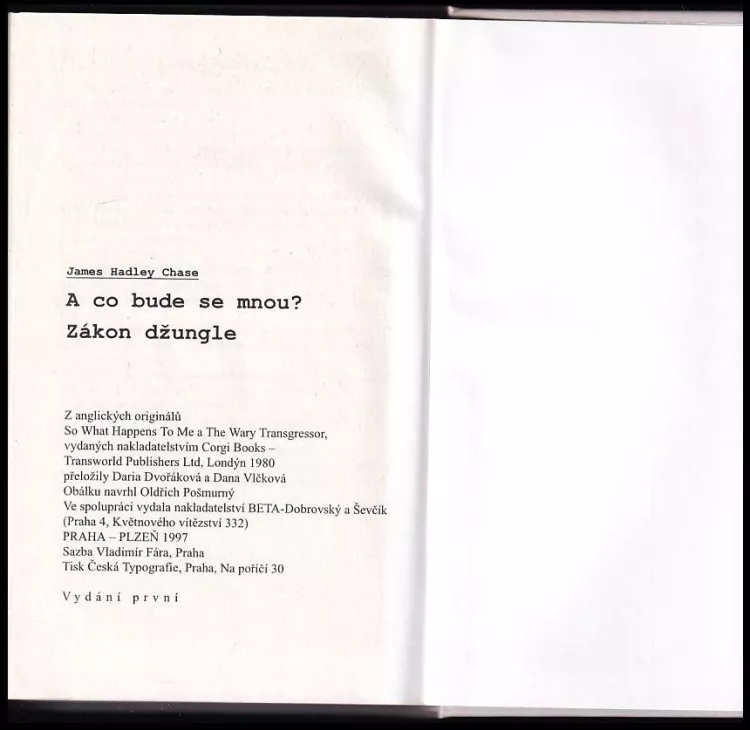 James Hadley Chase
A co bude se mnou?
Zákon džungle
Z anglických originálů
So What Happens To Me a The Wary Transgressor,
vydaných nakladatelstvím Corgi Books –
Transworld Publishers Ltd, Londýn 1980
přeložily Daria Dvořáková a Dana Vlčková
Obálku navrhl Oldřich Pošmurný
Ve spolupráci vydala nakladatelství BETA-Dobrovský a Ševčík
(Praha 4, Květnového vítězství 332)
PRAHA – PLZEŇ 1997
Sazba Vladimír Fára, Praha
Tisk Česká Typografie, Praha, Na poříčí 30
Vydání první